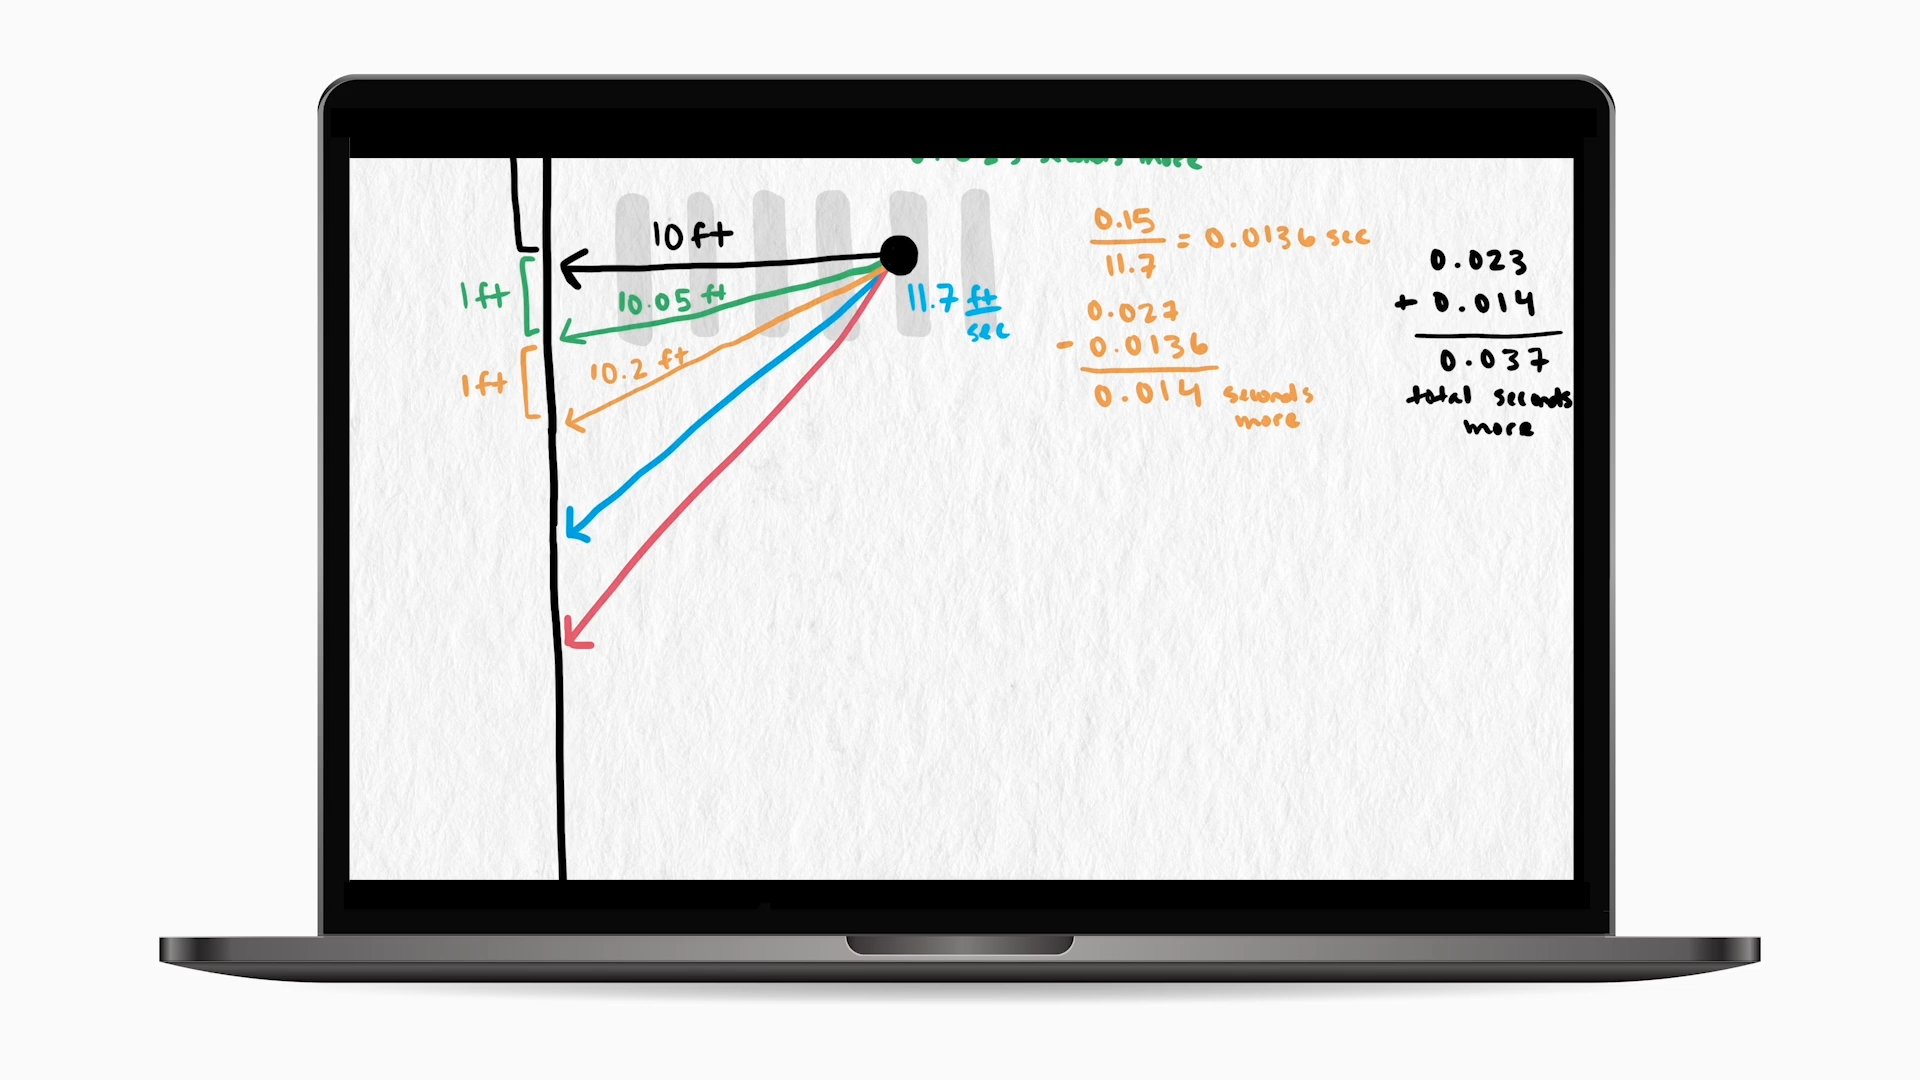 seconds more
10 ft
1 ft
10.05 ft
11.7 ft
sec
1 ft
10.2 ft
0.15
11.7
= 0.0136 sec
0.027
- 0.0136
0.014 seconds
more
0.023
+ 0.014
0.037
total seconds
more